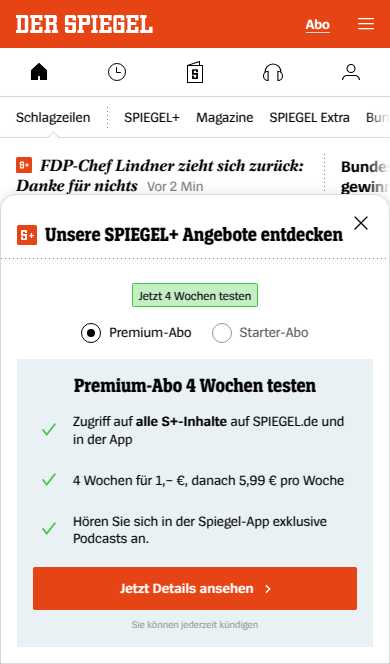 DER SPIEGEL
Abo
Schlagzeilen SPIEGEL+ Magazine SPIEGEL Extra Bun
S+ FDP-Chef Lindner zieht sich zurück:
Danke für nichts Vor 2 Min
Bunde
gewinn
S+ Unsere SPIEGEL+ Angebote entdecken
Jetzt 4 Wochen testen
Premium-Abo Starter-Abo
Premium-Abo 4 Wochen testen
Zugriff auf alle S+-Inhalte auf SPIEGEL.de und
in der App
4 Wochen für 1,– €, danach 5,99 € pro Woche
Hören Sie sich in der Spiegel-App exklusive
Podcasts an.
Jetzt Details ansehen
Sie können jederzeit kündigen